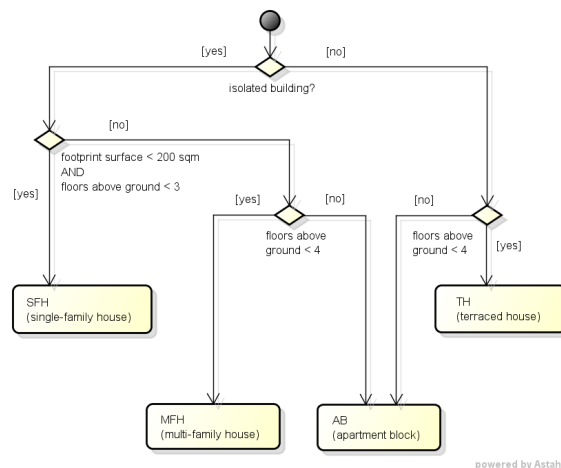 [yes]
[no]
isolated building?
[no]
footprint surface < 200 sqm
AND
floors above ground < 3
[yes]
[yes]
[no]
[no]
floors above
ground < 4
floors above
ground < 4
[yes]
SFH
(single-family house)
TH
(terraced house)
MFH
(multi-family house)
AB
(apartment block)
powered by Astah